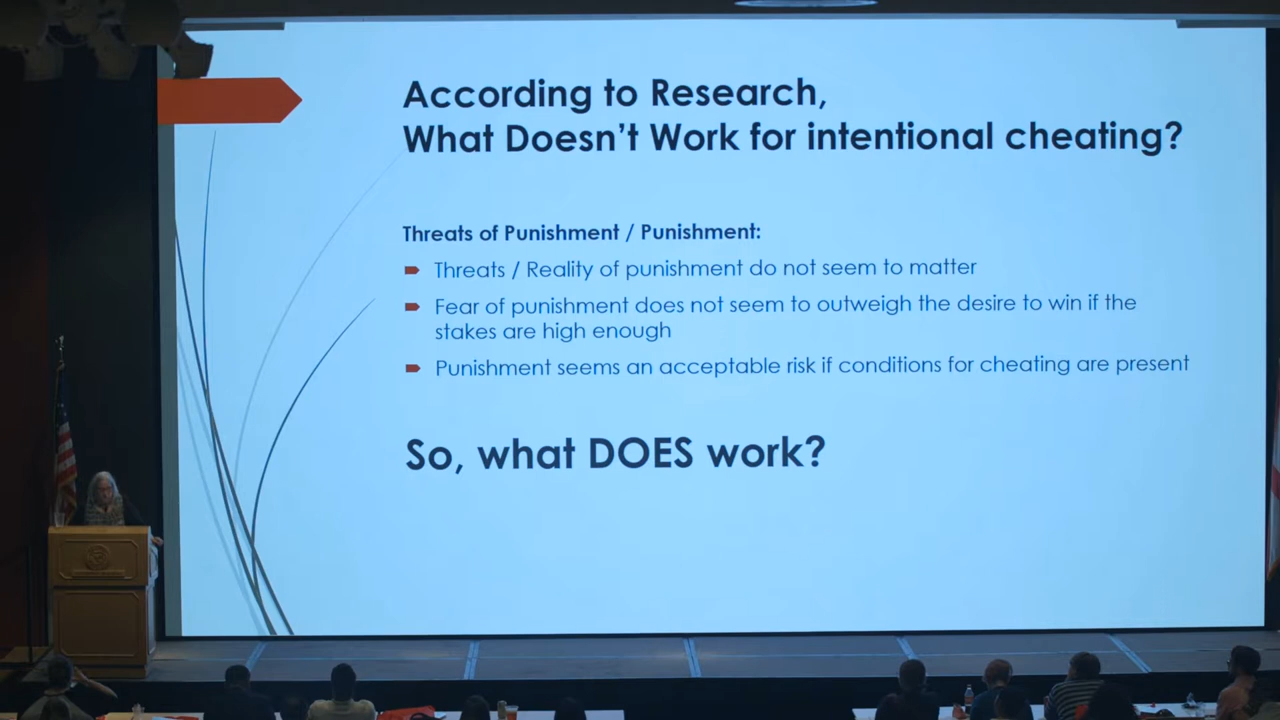 According to Research,
What Doesn't Work for intentional cheating?
Threats of Punishment / Punishment:
Threats / Reality of punishment do not seem to matter
Fear of punishment does not seem to outweigh the desire to win if the
stakes are high enough
Punishment seems an acceptable risk if conditions for cheating are present
So, what DOES work?